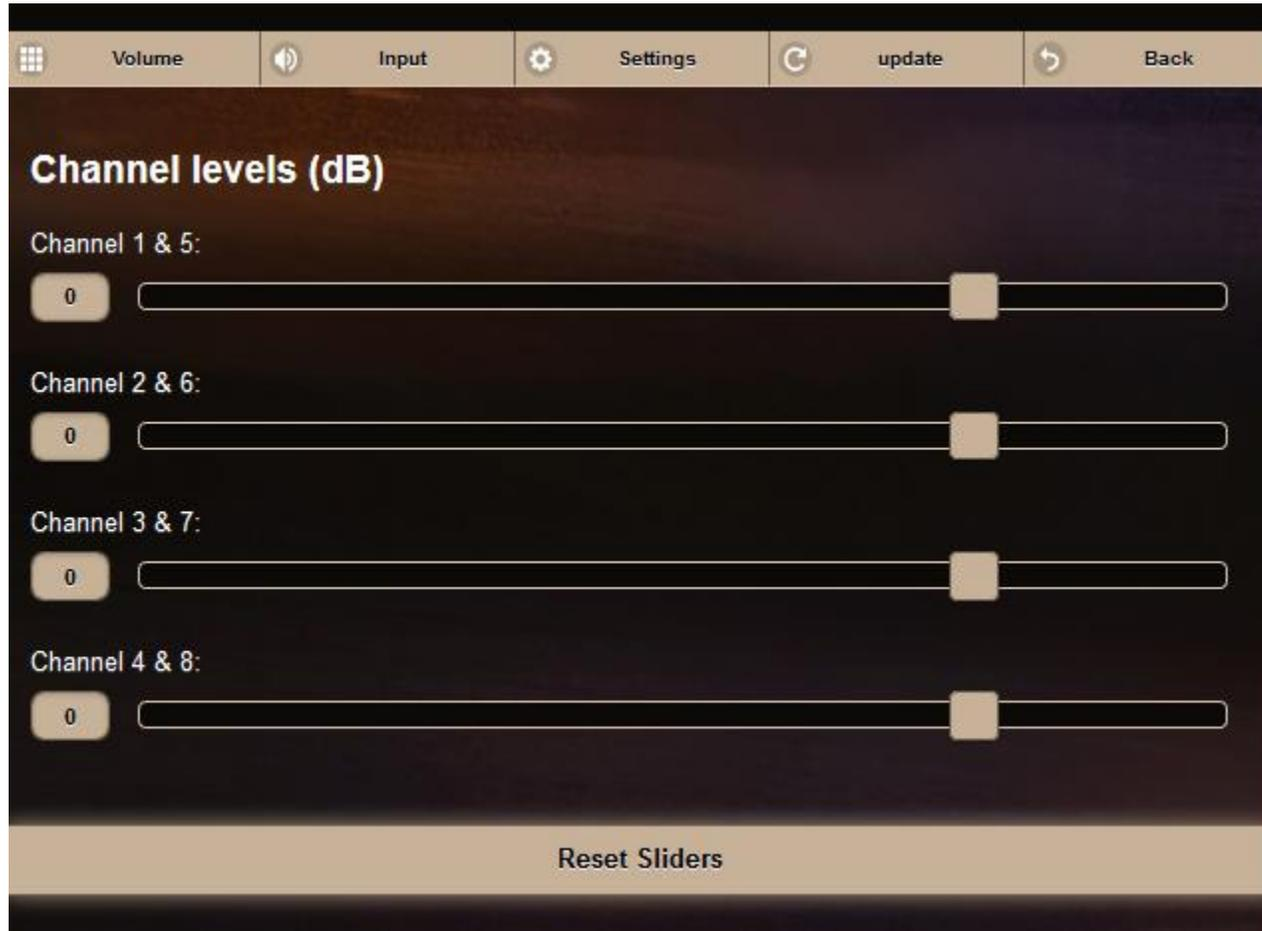 Volume Input Settings update Back
Channel levels (dB)
Channel 1 & 5:
0
Channel 2 & 6:
0
Channel 3 & 7:
0
Channel 4 & 8:
0
Reset Sliders